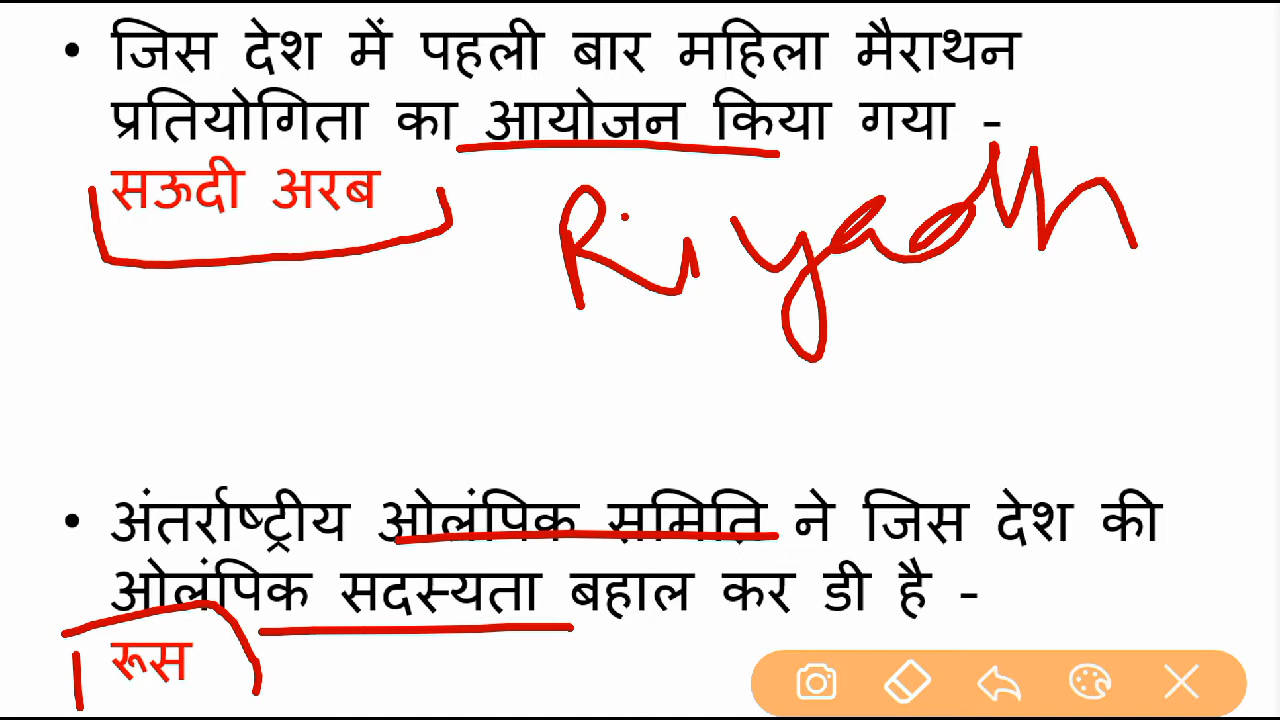 • जिस देश में पहली बार महिला मैराथन
प्रतियोगिता का आयोजन किया गया -
सऊदी अरब
Riyadh
• अंतर्राष्ट्रीय ओलंपिक समिति ने जिस देश की
ओलंपिक सदस्यता बहाल कर डी है -
रूस